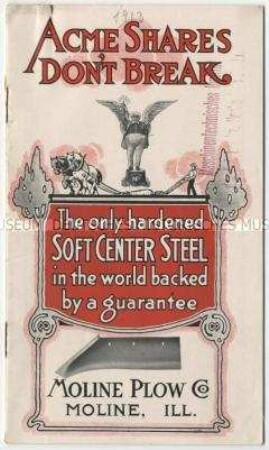 1913
ACME SHARES
DON'T BREAK
The only hardened
SOFT CENTER STEEL
in the world backed
by a guarantee
MOLINE PLOW CO
MOLINE, ILL.